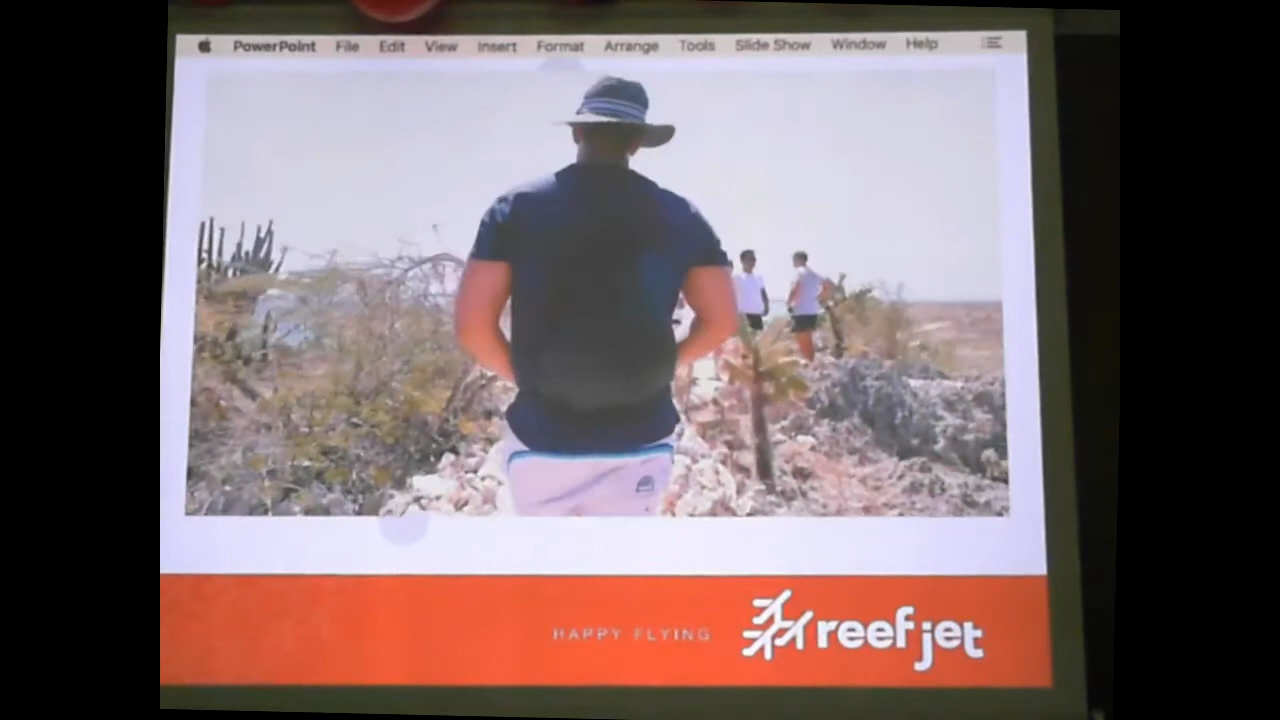 PowerPoint File Edit View Insert Format Arrange Tools Slide Show Window Help
HAPPY FLYING
reefjet